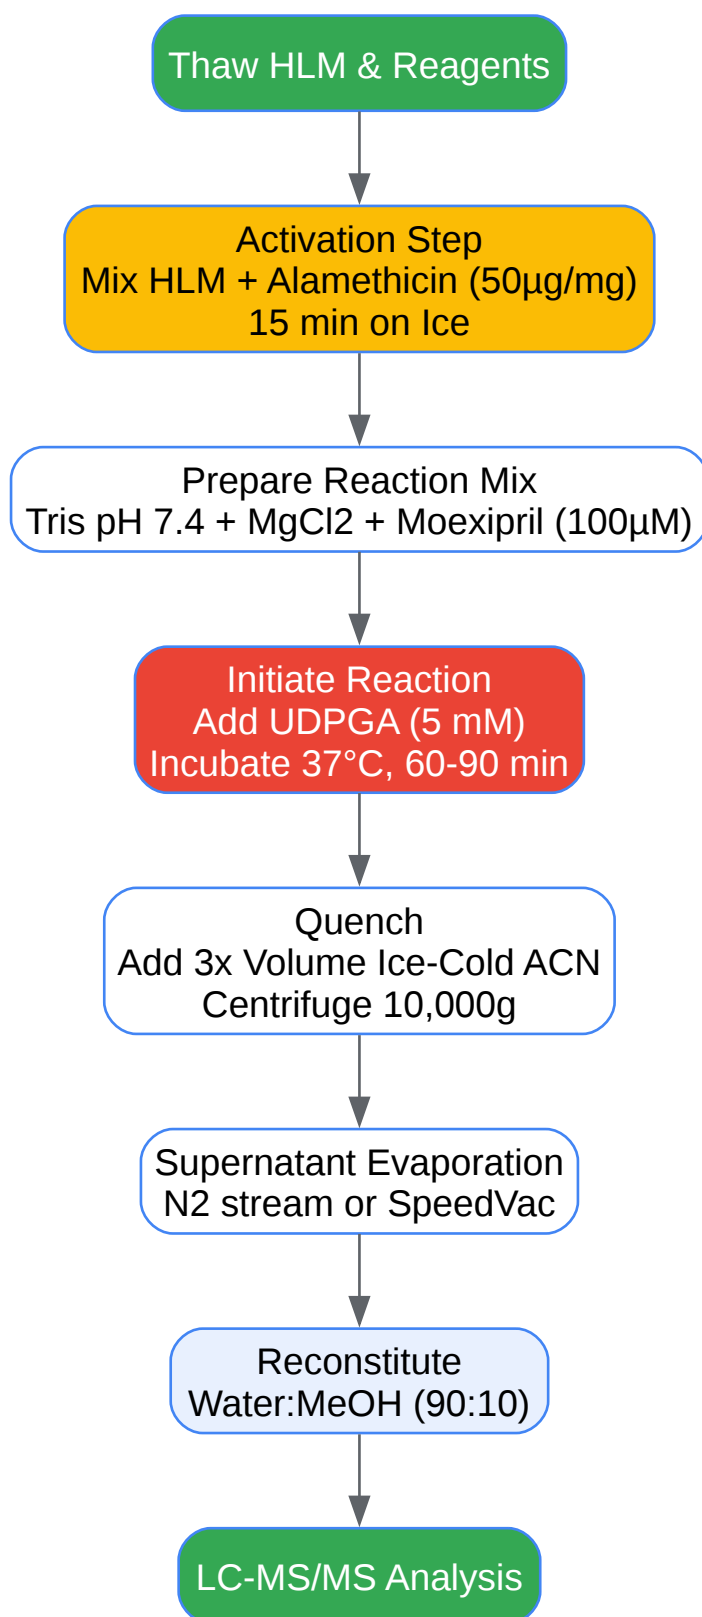 Thaw HLM & Reagents
Activation Step
Mix HLM + Alamethicin (50µg/mg)
15 min on Ice
Prepare Reaction Mix
Tris pH 7.4 + MgCl2 + Moexipril (100µM)
Initiate Reaction
Add UDPGA (5 mM)
Incubate 37°C, 60-90 min
Quench
Add 3x Volume Ice-Cold ACN
Centrifuge 10,000g
Supernatant Evaporation
N2 stream or SpeedVac
Reconstitute
Water:MeOH (90:10)
LC-MS/MS Analysis